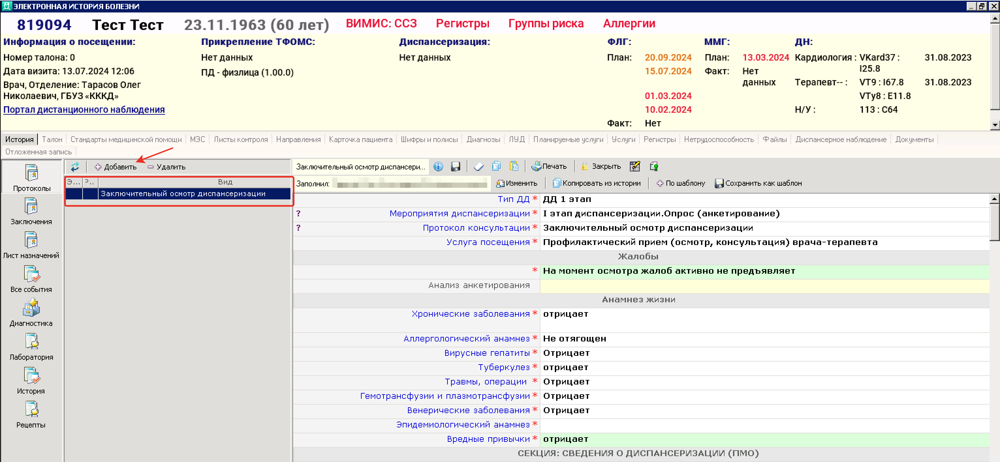 ЭЛЕКТРОННАЯ ИСТОРИЯ БОЛЕЗНИ
819094 Тест Тест 23.11.1963 (60 лет) ВИМИС: ССЗ Регистры Группы риска Аллергии
Информация о посещении:
Номер талона: 0
Дата визита: 13.07.2024 12:06
Врач, Отделение: Тарасов Олег
Николаевич, ГБУЗ «КККД»
Портал дистанционного наблюдения
Прикрепление ТФОМС:
Нет данных
ПД - физлица (1.00.0)
Диспансеризация:
Нет данных
ФЛГ:
План: 20.09.2024
15.07.2024
01.03.2024
10.02.2024
Факт: Нет
ММГ:
План: 13.03.2024
Факт: Нет
данных
ДН:
Кардиология : VKard37 : 31.08.2023
I25.8
Терапевт-- : VT9 : I67.8 31.08.2023
VTy8 : E11.8
Н/У : 113 : C64
История Талон Стандарты медицинской помощи МЭС Листы контроля Направления Карточка пациента Шифры и полисы Диагнозы ЛУД Планируемые услуги Услуги Регистры Нетрудоспособность Файлы Диспансерное наблюдение Документы
Отложенная запись
Протоколы
Заключения
Лист назначений
Все события
Диагностика
Лаборатория
История
Рецепты
Добавить Удалить
Э... Р.. Вид
Заключительный осмотр диспансеризации
Заключительный осмотр диспансери... Печать Закрыть
Заполнил: Изменить Копировать из истории По шаблону Сохранить как шаблон
Тип ДД * ДД 1 этап
? Мероприятия диспансеризации * I этап диспансеризации.Опрос (анкетирование)
? Протокол консультации * Заключительный осмотр диспансеризации
Услуга посещения * Профилактический прием (осмотр, консультация) врача-терапевта
Жалобы
* На момент осмотра жалоб активно не предъявляет
Анализ анкетирования
Анамнез жизни
Хронические заболевания * отрицает
Аллергологический анамнез * Не отягощен
Вирусные гепатиты * Отрицает
Туберкулез * отрицает
Травмы, операции * Отрицает
Гемотрансфузии и плазмотрансфузии * Отрицает
Венерические заболевания * Отрицает
Эпидемиологический анамнез *
Вредные привычки * отрицает
СЕКЦИЯ: СВЕДЕНИЯ О ДИСПАНСЕРИЗАЦИИ (ПМО)